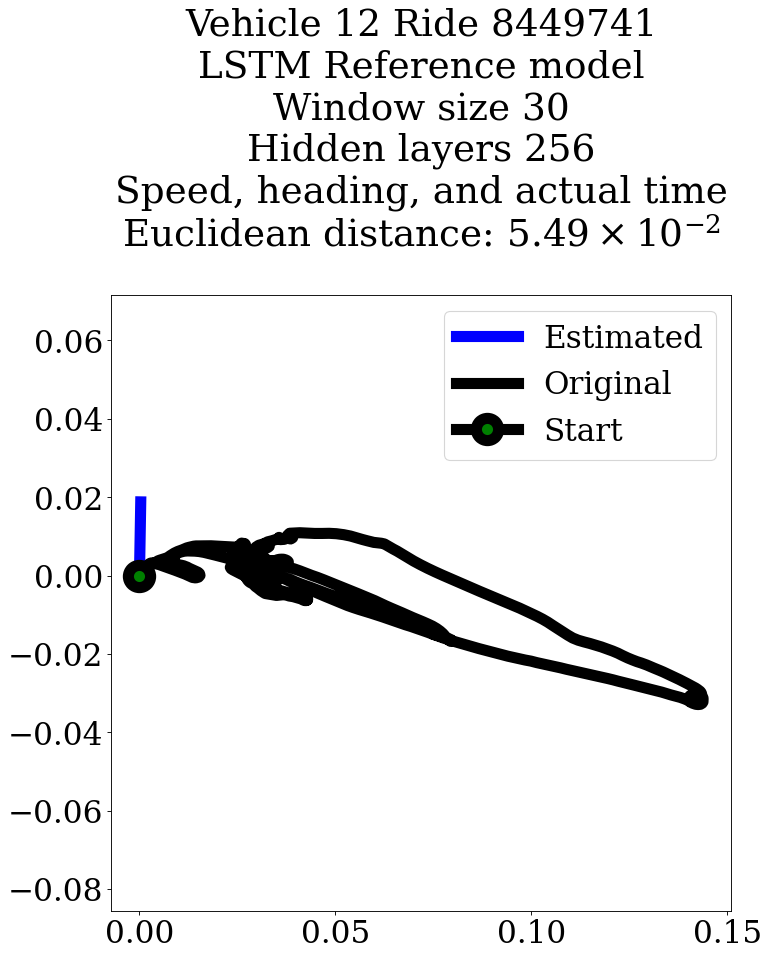 Vehicle 12 Ride 8449741
LSTM Reference model
Window size 30
Hidden layers 256
Speed, heading, and actual time
Euclidean distance: 5.49 × 10⁻²
Estimated
Original
Start
0.06
0.04
0.02
0.00
−0.02
−0.04
−0.06
−0.08
0.00 0.05 0.10 0.15